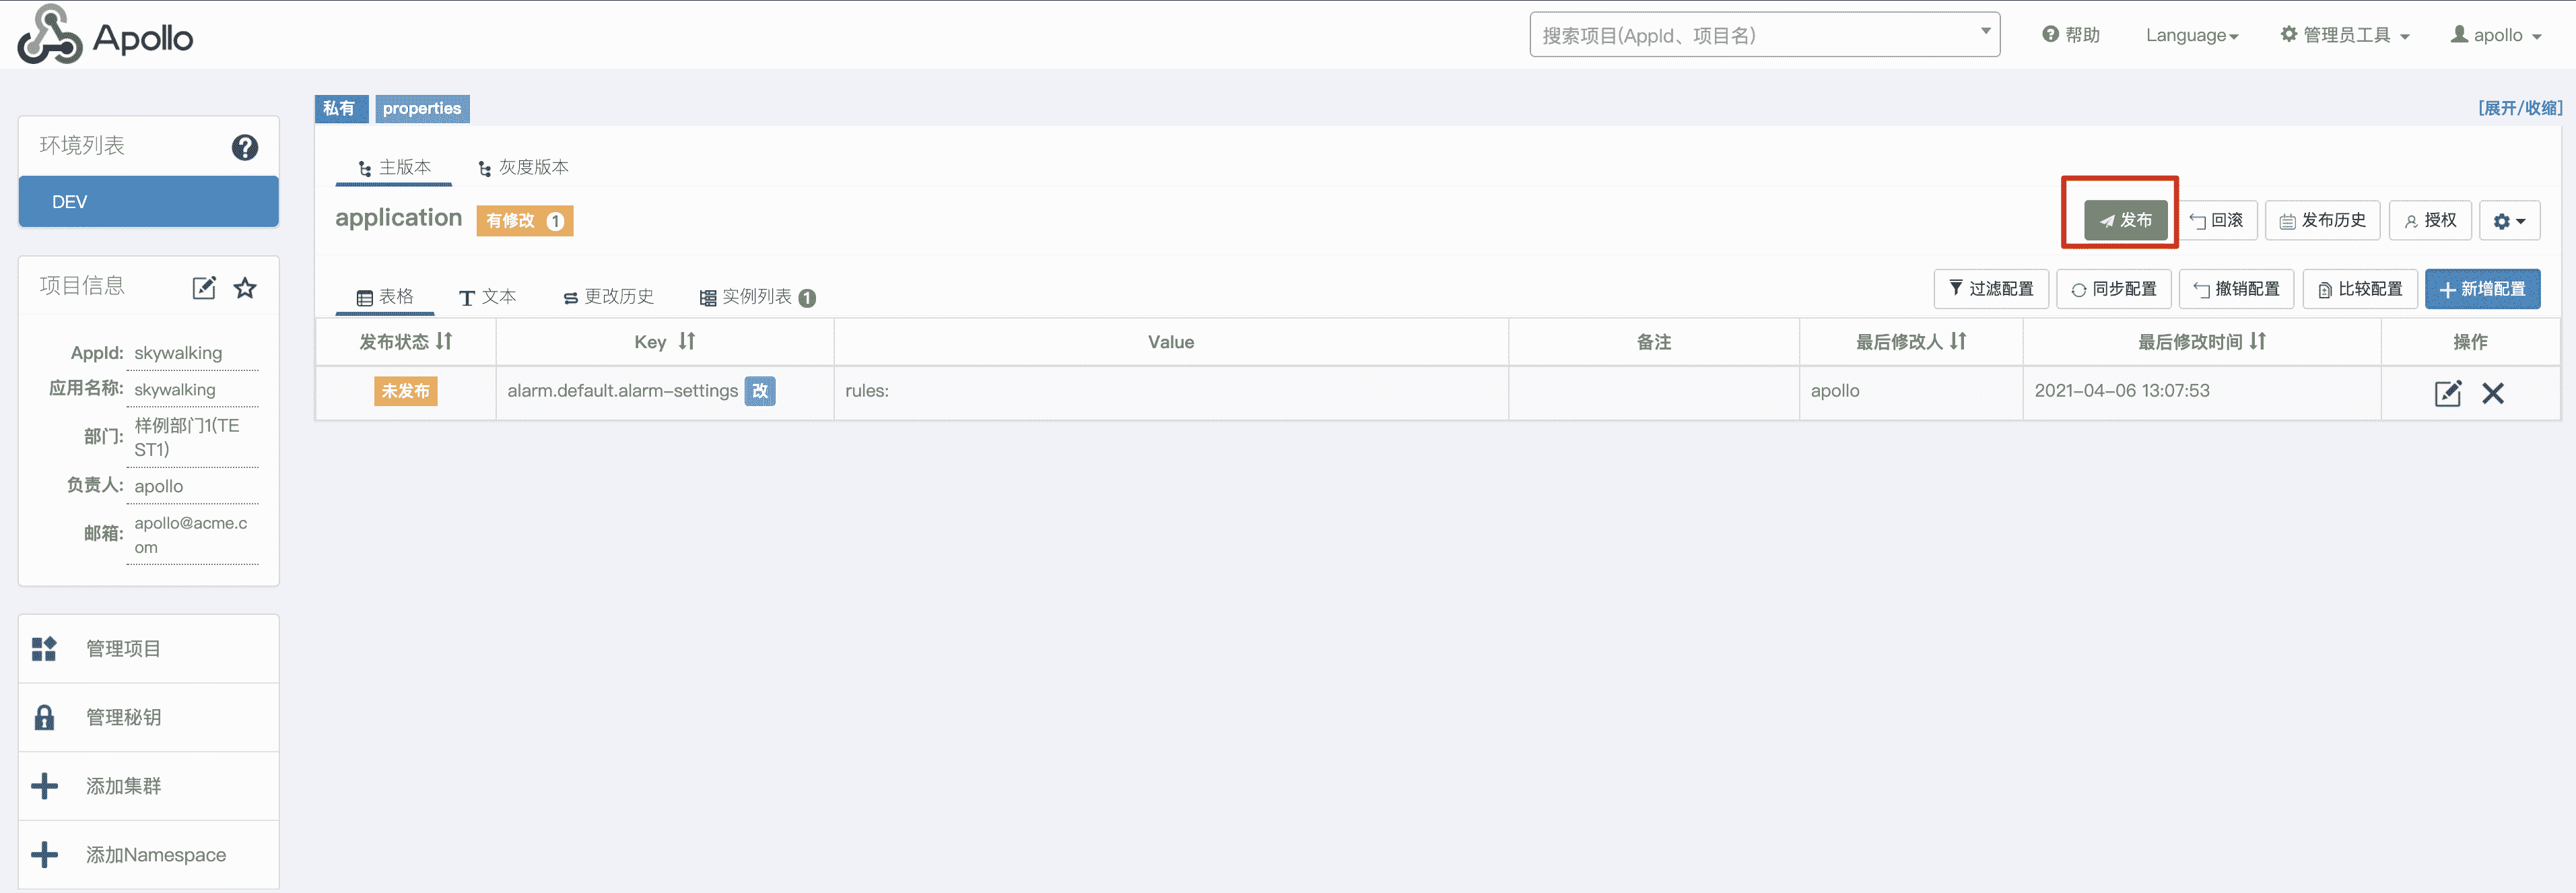 Apollo
搜索项目(AppId、项目名)
帮助
Language
管理员工具
apollo
私有
properties
[展开/收缩]
环境列表
DEV
主版本
灰度版本
application
有修改 1
发布
回滚
发布历史
授权
项目信息
表格
文本
更改历史
实例列表 1
过滤配置
同步配置
撤销配置
比较配置
新增配置
发布状态
Key
Value
备注
最后修改人
最后修改时间
操作
未发布
alarm.default.alarm-settings 改
rules:
apollo
2021-04-06 13:07:53
AppId: skywalking
应用名称: skywalking
部门: 样例部门1(TE
ST1)
负责人: apollo
邮箱: apollo@acme.c
om
管理项目
管理秘钥
添加集群
添加Namespace